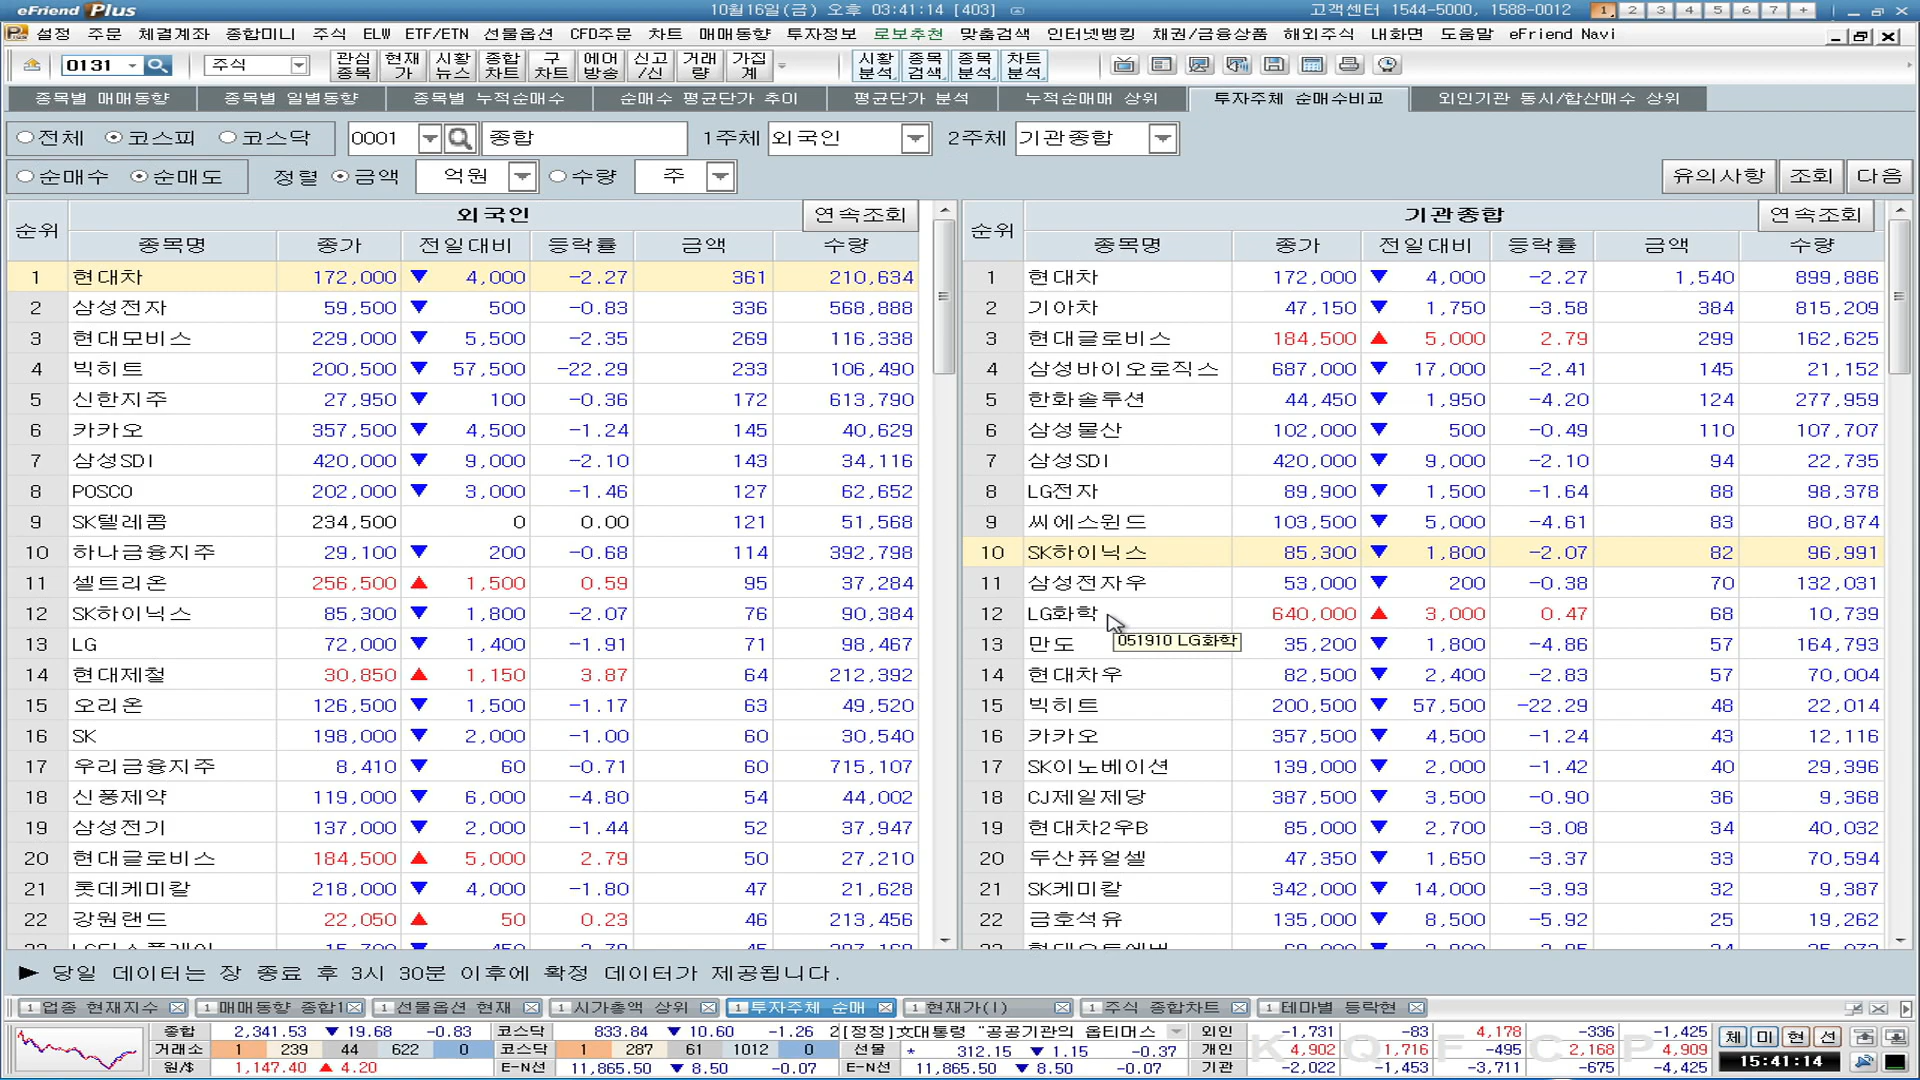 eFriend Plus 10월16일(금) 오후 03:41:14 [403] 고객센터 1544-5000, 1588-0012 1 2 3 4 5 6 7 +
설정 주문 체결계좌 종합미니 주식 ELW ETF/ETN 선물옵션 CFD주문 차트 매매동향 투자정보 로보추천 맞춤검색 인터넷뱅킹 채권/금융상품 해외주식 내화면 도움말 eFriend Navi
0131 주식 관심종목 현재가 시황뉴스 종합차트 구차트 에어방송 신고/신 거래량 가집계 시황분석 종목검색 종목분석 차트분석
종목별 매매동향 종목별 일별동향 종목별 누적순매수 순매수 평균단가 추이 평균단가 분석 누적순매매 상위 투자주체 순매수비교 외인기관 동시/합산매수 상위
전체 코스피 코스닥 0001 종합 1주체 외국인 2주체 기관종합
순매수 순매도 정렬 금액 억원 수량 주 유의사항 조회 다음
순위 외국인 연속조회 순위 기관종합 연속조회
종목명 종가 전일대비 등락률 금액 수량 종목명 종가 전일대비 등락률 금액 수량
1 현대차 172,000 ▼ 4,000 -2.27 361 210,634 1 현대차 172,000 ▼ 4,000 -2.27 1,540 899,886
2 삼성전자 59,500 ▼ 500 -0.83 336 568,888 2 기아차 47,150 ▼ 1,750 -3.58 384 815,209
3 현대모비스 229,000 ▼ 5,500 -2.35 269 116,338 3 현대글로비스 184,500 ▲ 5,000 2.79 299 162,625
4 빅히트 200,500 ▼ 57,500 -22.29 233 106,490 4 삼성바이오로직스 687,000 ▼ 17,000 -2.41 145 21,152
5 신한지주 27,950 ▼ 100 -0.36 172 613,790 5 한화솔루션 44,450 ▼ 1,950 -4.20 124 277,959
6 카카오 357,500 ▼ 4,500 -1.24 145 40,629 6 삼성물산 102,000 ▼ 500 -0.49 110 107,707
7 삼성SDI 420,000 ▼ 9,000 -2.10 143 34,116 7 삼성SDI 420,000 ▼ 9,000 -2.10 94 22,735
8 POSCO 202,000 ▼ 3,000 -1.46 127 62,652 8 LG전자 89,900 ▼ 1,500 -1.64 88 98,378
9 SK텔레콤 234,500 0 0.00 121 51,568 9 씨에스윈드 103,500 ▼ 5,000 -4.61 83 80,874
10 하나금융지주 29,100 ▼ 200 -0.68 114 392,798 10 SK하이닉스 85,300 ▼ 1,800 -2.07 82 96,991
11 셀트리온 256,500 ▲ 1,500 0.59 95 37,284 11 삼성전자우 53,000 ▼ 200 -0.38 70 132,031
12 SK하이닉스 85,300 ▼ 1,800 -2.07 76 90,384 12 LG화학 640,000 ▲ 3,000 0.47 68 10,739
051910 LG화학
13 LG 72,000 ▼ 1,400 -1.91 71 98,467 13 만도 35,200 ▼ 1,800 -4.86 57 164,793
14 현대제철 30,850 ▲ 1,150 3.87 64 212,392 14 현대차우 82,500 ▼ 2,400 -2.83 57 70,004
15 오리온 126,500 ▼ 1,500 -1.17 63 49,520 15 빅히트 200,500 ▼ 57,500 -22.29 48 22,014
16 SK 198,000 ▼ 2,000 -1.00 60 30,540 16 카카오 357,500 ▼ 4,500 -1.24 43 12,116
17 우리금융지주 8,410 ▼ 60 -0.71 60 715,107 17 SK이노베이션 139,000 ▼ 2,000 -1.42 40 29,396
18 신풍제약 119,000 ▼ 6,000 -4.80 54 44,002 18 CJ제일제당 387,500 ▼ 3,500 -0.90 36 9,368
19 삼성전기 137,000 ▼ 2,000 -1.44 52 37,947 19 현대차2우B 85,000 ▼ 2,700 -3.08 34 40,032
20 현대글로비스 184,500 ▲ 5,000 2.79 50 27,210 20 두산퓨얼셀 47,350 ▼ 1,650 -3.37 33 70,594
21 롯데케미칼 218,000 ▼ 4,000 -1.80 47 21,628 21 SK케미칼 342,000 ▼ 14,000 -3.93 32 9,387
22 강원랜드 22,050 ▲ 50 0.23 46 213,456 22 금호석유 135,000 ▼ 8,500 -5.92 25 19,262
▶ 당일 데이터는 장 종료 후 3시 30분 이후에 확정 데이터가 제공됩니다.
1 업종 현재지수 1 매매동향 종합1 1 선물옵션 현재 1 시가총액 상위 1 투자주체 순매 1 현재가(1) 1 주식 종합차트 1 테마별 등락현
종합 2,341.53 ▼ 19.68 -0.83 코스닥 833.84 ▼ 10.60 -1.26 2 [정정]文대통령 "공공기관의 옵티머스 외인 -1,731 -83 4,178 -336 -1,425 체 미 현 선
거래소 1 239 44 622 0 코스닥 1 287 61 1012 0 선물 * 312.15 ▼ 1.15 -0.37 개인 4,902 1,716 -495 2,168 4,909
원/$ 1,147.40 ▲ 4.20 E-N선 11,865.50 ▼ 8.50 -0.07 E-N선 11,865.50 ▼ 8.50 -0.07 기관 -2,022 -1,453 -3,711 -675 -4,425
K Q F C P
15:41:14